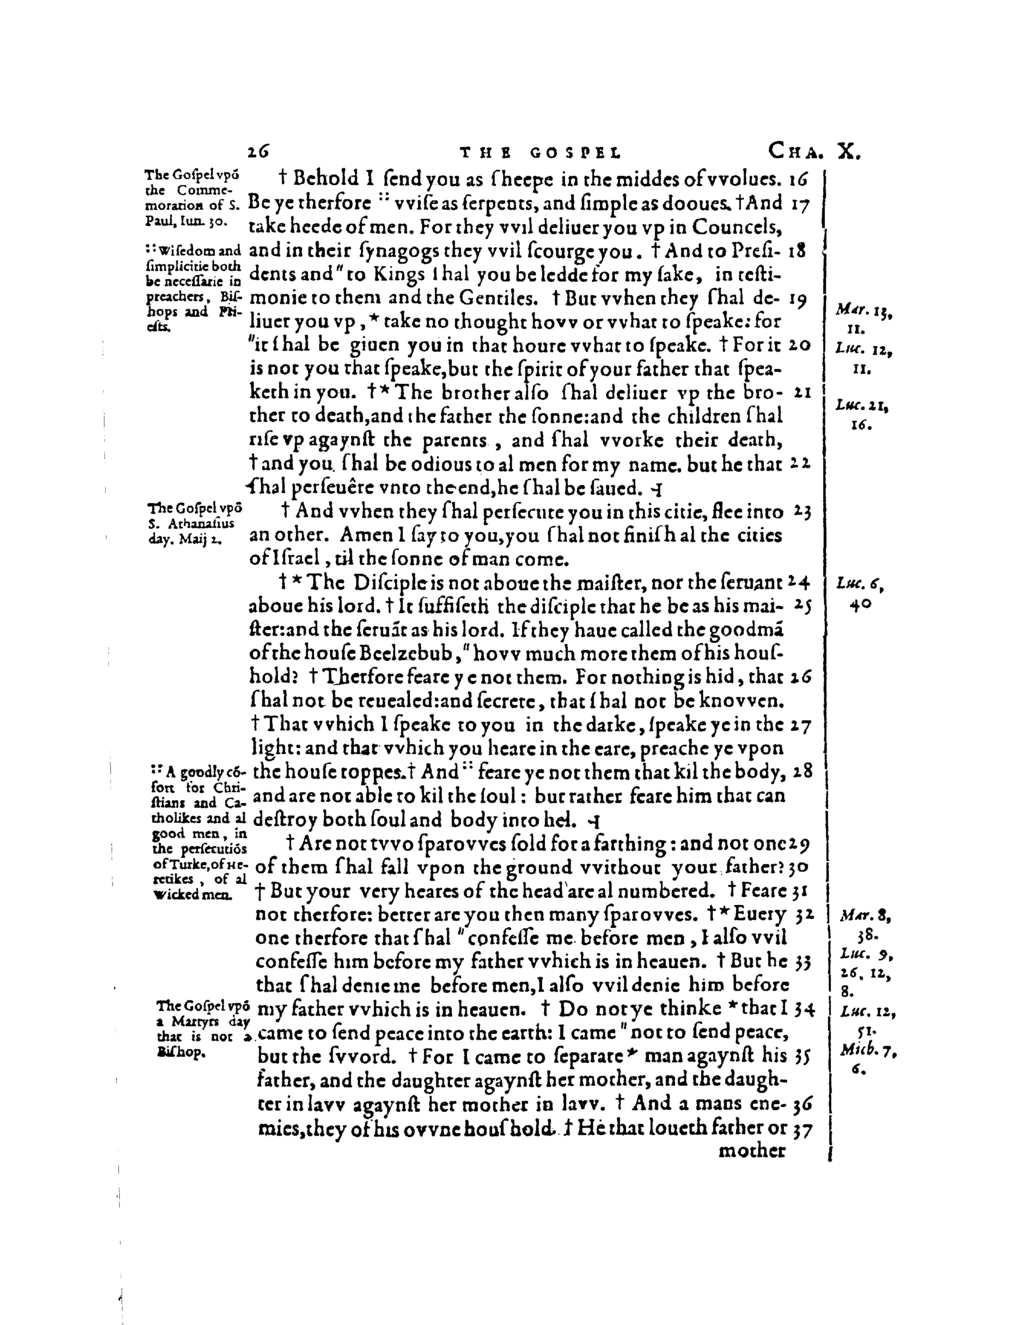 26 THE GOSPEL CHA. X.
The Goſpel vpō
the Comme-
moration of S.
Paul, Iun. 30.
:: Wiſedom and
ſimplicitie both
be neceſſarie in
preachers, Biſ-
hops and Pri-
eſts.
† Behold I ſend you as ſheepe in the middes of vvolues. 16
Be ye therfore :: vviſe as ſerpents, and ſimple as dooues. †And 17
take heede of men. For they vvil deliuer you vp in Councels,
and in their ſynagogs they vvil ſcourge you. † And to Preſi- 18
dents and " to Kings ſhal you be ledde for my ſake, in teſti-
monie to them and the Gentiles. † But vvhen they ſhal de- 19
liuer you vp, * take no thought hovv or vvhat to ſpeake: for
"it ſhal be giuen you in that houre vvhat to ſpeake. † For it 20
is not you that ſpeake, but the ſpirit of your father that ſpea-
keth in you. † * The brother alſo ſhal deliuer vp the bro- 21
ther to death, and the father the ſonne: and the children ſhal
riſe vp agaynſt the parents, and ſhal vvorke their death,
† and you ſhal be odious to al men for my name. but he that 22
ſhal perſeuêre vnto the end, he ſhal be ſaued. ⊣
Mar. 13,
11.
Luc. 12,
11.
Luc. 21,
16.
The Goſpel vpō
S. Athanaſius
day. Maij 2.
† And vvhen they ſhal perſecute you in this citie, flee into 23
an other. Amen I ſay to you, you ſhal not finiſh al the cities
of Iſrael, til the ſonne of man come.
† * The Diſciple is not aboue the maiſter, nor the ſeruant 24
aboue his lord. † It ſuffiſeth the diſciple that he be as his mai- 25
ſter: and the ſeruãt as his lord. If they haue called the goodmã
of the houſe Beelzebub, " hovv much more them of his houſ-
hold? † Therfore feare ye not them. For nothing is hid, that 26
ſhal not be reuealed: and ſecrete, that ſhal not be knovven.
† That vvhich I ſpeake to you in the darke, ſpeake ye in the 27
light: and that vvhich you heare in the eare, preache ye vpon
the houſe toppes. † And :: feare ye not them that kil the body, 28
and are not able to kil the ſoul: but rather feare him that can
deſtroy both ſoul and body into hel. ⊣
Luc. 6,
40
:: A goodly cō-
fort for Chri-
ſtians and Ca-
tholikes and al
good men, in
the perſecutiōs
of Turke, of He-
retikes, of al
wicked men.
† Are not tvvo ſparovves ſold for a farthing: and not one 29
of them ſhal fall vpon the ground vvithout your father? 30
† But your very heares of the head are al numbered. † Feare 31
not therfore: better are you then many ſparovves. † * Euery 32
one therfore that ſhal " confeſſe me before men, I alſo vvil
confeſſe him before my father vvhich is in heauen. † But he 33
that ſhal denie me before men, I alſo vvil denie him before
my father vvhich is in heauen. † Do not ye thinke * that I 34
came to ſend peace into the earth: I came " not to ſend peace,
but the ſvvord. † For I came to ſeparate * man agaynſt his 35
father, and the daughter agaynſt her mother, and the daugh-
ter in lavv agaynſt her mother in lavv. † And a mans ene- 36
mies, they of his ovvne houſhold. † He that loueth father or 37
mother
The Goſpel vpō
a Martyrs day
that is not a
Biſhop.
Mar. 8,
38.
Luc. 9,
26, 12,
8.
Luc. 12,
51.
Mich. 7,
6.